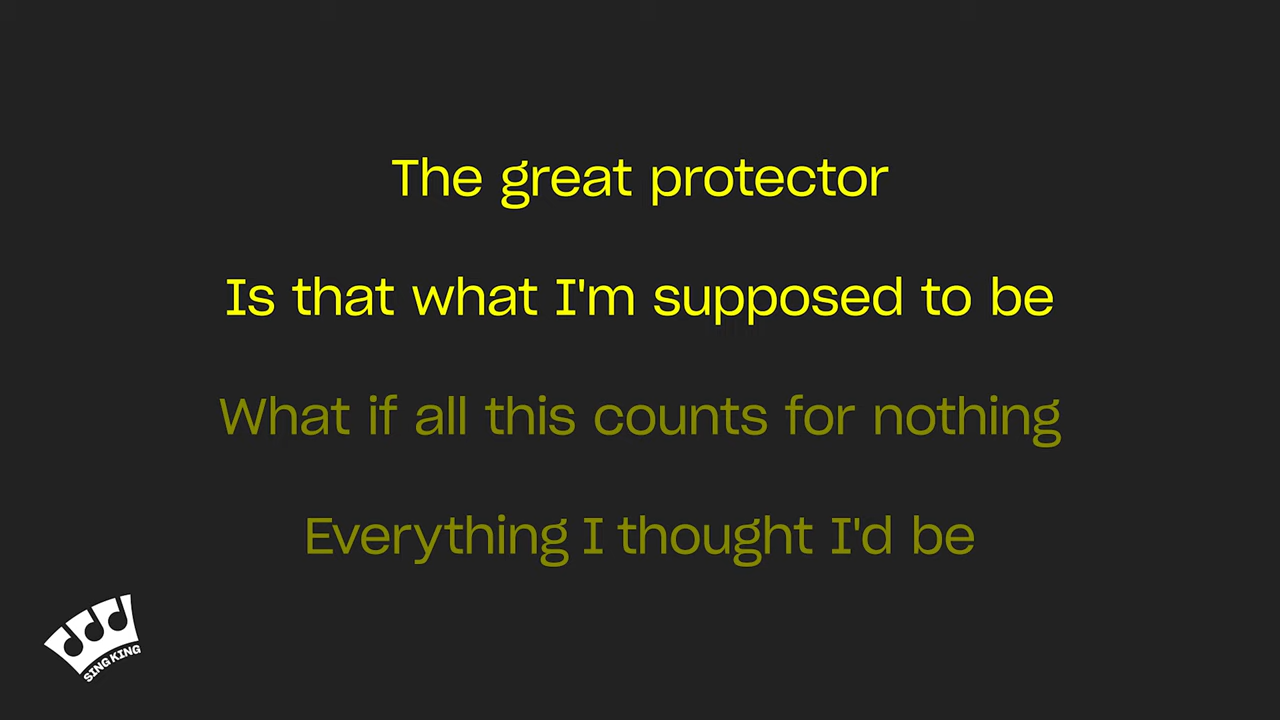 The great protector
Is that what I'm supposed to be
What if all this counts for nothing
Everything I thought I'd be
SING KING